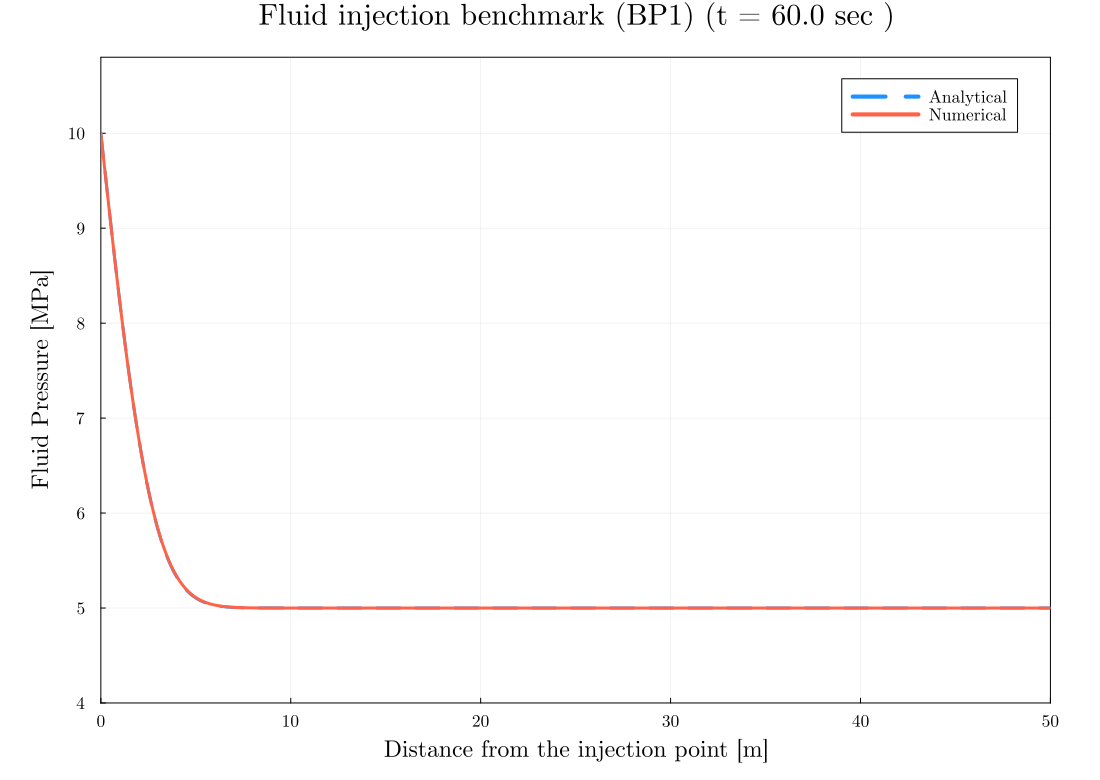 Fluid injection benchmark (BP1) (t = 60.0 sec )
Analytical
Numerical
Fluid Pressure [MPa]
10
9
8
7
6
5
4
0 10 20 30 40 50
Distance from the injection point [m]